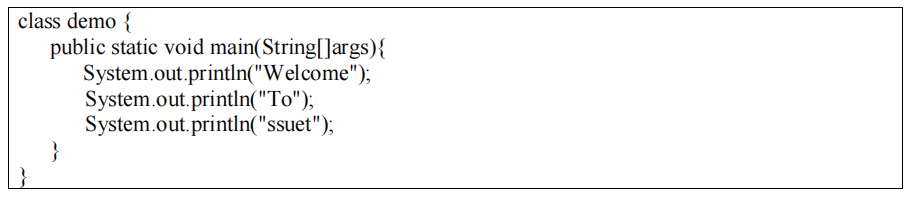 class demo {
public static void main(String[]args){
System.out.println("Welcome");
System.out.println("To");
System.out.println("ssuet");
}
}